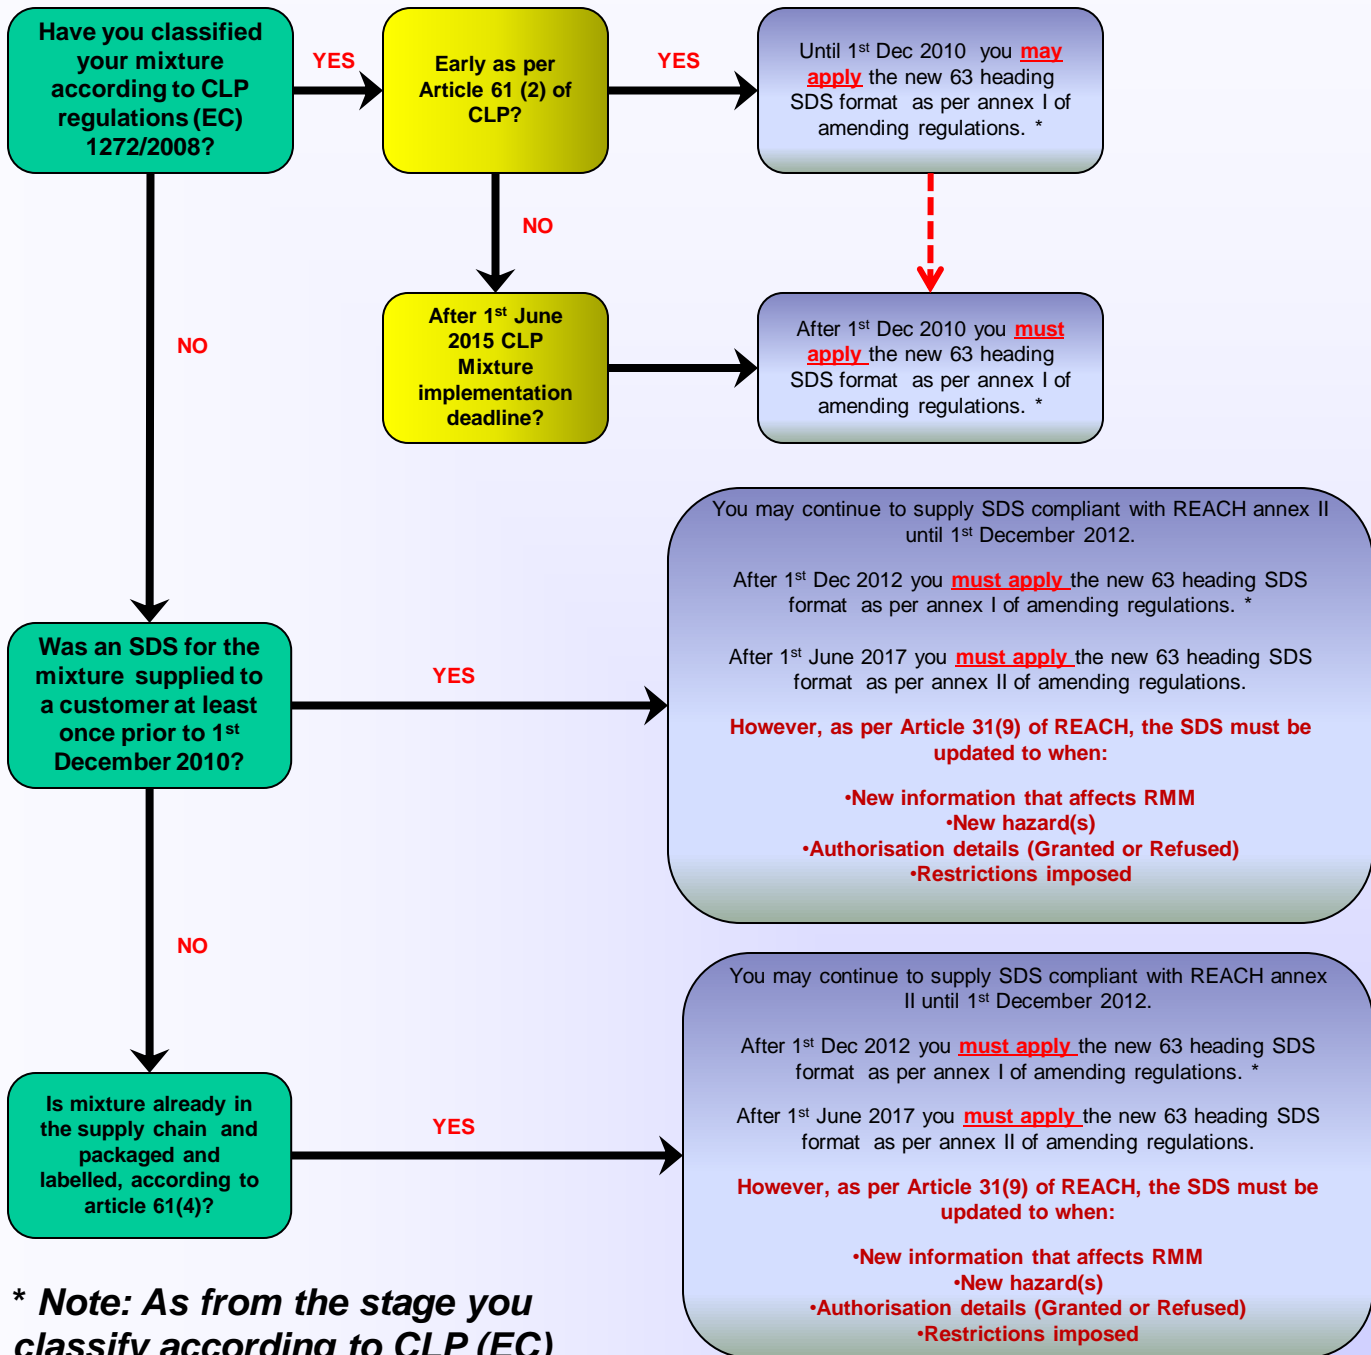 Have you classified
your mixture
according to CLP
regulations (EC)
1272/2008?
YES
Early as per
Article 61 (2) of
CLP?
YES
Until 1st Dec 2010 you may
apply the new 63 heading
SDS format as per annex I of
amending regulations. *
NO
NO
After 1st June
2015 CLP
Mixture
implementation
deadline?
After 1st Dec 2010 you must
apply the new 63 heading
SDS format as per annex I of
amending regulations. *
Was an SDS for the
mixture supplied to
a customer at least
once prior to 1st
December 2010?
YES
You may continue to supply SDS compliant with REACH annex II
until 1st December 2012.
After 1st Dec 2012 you must apply the new 63 heading SDS
format as per annex I of amending regulations. *
After 1st June 2017 you must apply the new 63 heading SDS
format as per annex II of amending regulations.
However, as per Article 31(9) of REACH, the SDS must be
updated to when:
•New information that affects RMM
•New hazard(s)
•Authorisation details (Granted or Refused)
•Restrictions imposed
NO
Is mixture already in
the supply chain and
packaged and
labelled, according to
article 61(4)?
YES
You may continue to supply SDS compliant with REACH annex
II until 1st December 2012.
After 1st Dec 2012 you must apply the new 63 heading SDS
format as per annex I of amending regulations. *
After 1st June 2017 you must apply the new 63 heading SDS
format as per annex II of amending regulations.
However, as per Article 31(9) of REACH, the SDS must be
updated to when:
•New information that affects RMM
•New hazard(s)
•Authorisation details (Granted or Refused)
•Restrictions imposed
* Note: As from the stage you
classify according to CLP (EC)